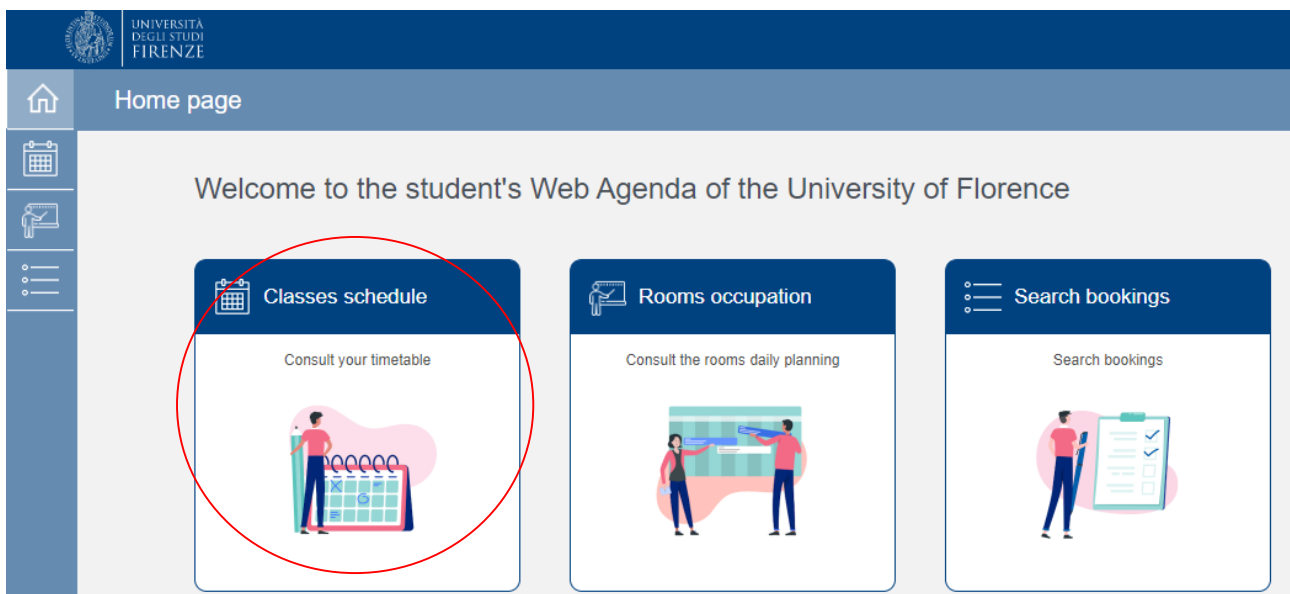 UNIVERSITÀ
DEGLI STUDI
FIRENZE
Home page
Welcome to the student's Web Agenda of the University of Florence
Classes schedule
Consult your timetable
Rooms occupation
Consult the rooms daily planning
Search bookings
Search bookings